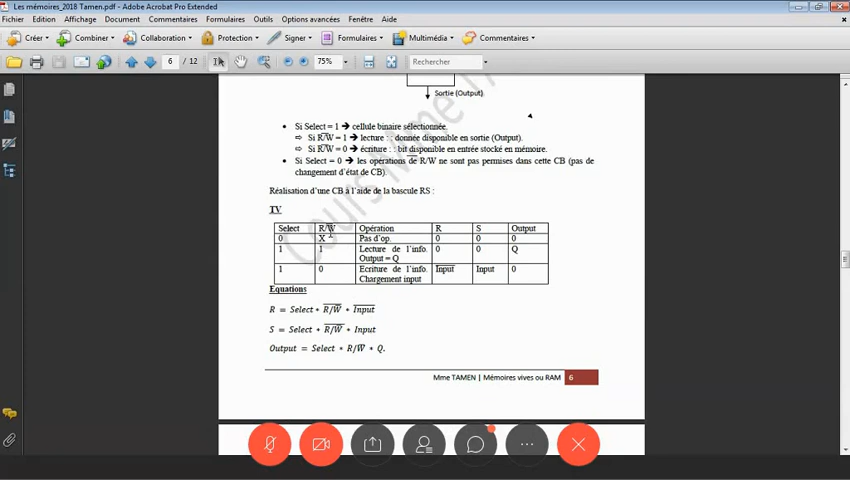 Les mémoires_2018 Tamen.pdf - Adobe Acrobat Pro Extended
Fichier Edition Affichage Document Commentaires Formulaires Outils Options avancées Fenêtre Aide
Créer Combiner Collaboration Protection Signer Formulaires Multimédia Commentaires
6 / 12 75% Rechercher
Sortie (Output)
Si Select = 1 → cellule binaire sélectionnée.
⇨ Si R/W̅ = 1 → lecture : ; donnée disponible en sortie (Output).
⇨ Si R/W̅ = 0 → écriture : : bit disponible en entrée stocké en mémoire.
Si Select = 0 → les opérations de R/W ne sont pas permises dans cette CB (pas de
changement d'état de CB).
Réalisation d'une CB à l'aide de la bascule RS :
TV
Select R/W̅ Opération R S Output
0 X Pas d'op. 0 0 0
1 1 Lecture de l'info. 0 0 Q
Output = Q
1 0 Ecriture de l'info. I̅n̅p̅u̅t̅ Input 0
Chargement input
Equations
R = Select * R̅/̅W̅ * I̅n̅p̅u̅t̅
S = Select * R̅/̅W̅ * Input
Output = Select * R/W̅ * Q.
Mme TAMEN | Mémoires vives ou RAM 6